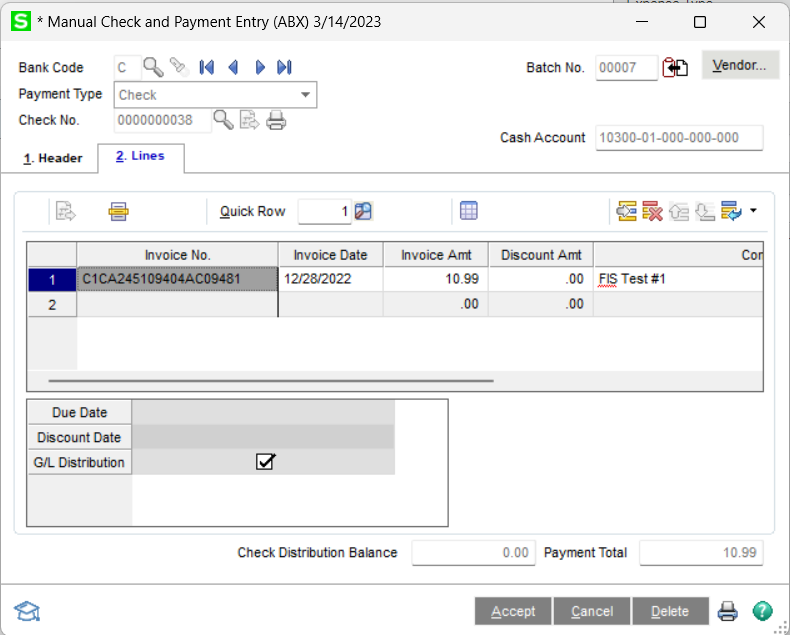 S * Manual Check and Payment Entry (ABX) 3/14/2023
Bank Code C Batch No. 00007 Vendor...
Payment Type Check
Check No. 0000000038
Cash Account 10300-01-000-000-000
1. Header 2. Lines
Quick Row 1
Invoice No. Invoice Date Invoice Amt Discount Amt Cor
1 C1CA245109404AC09481 12/28/2022 10.99 .00 FIS Test #1
2 .00 .00
Due Date
Discount Date
G/L Distribution
Check Distribution Balance 0.00 Payment Total 10.99
Accept Cancel Delete ?